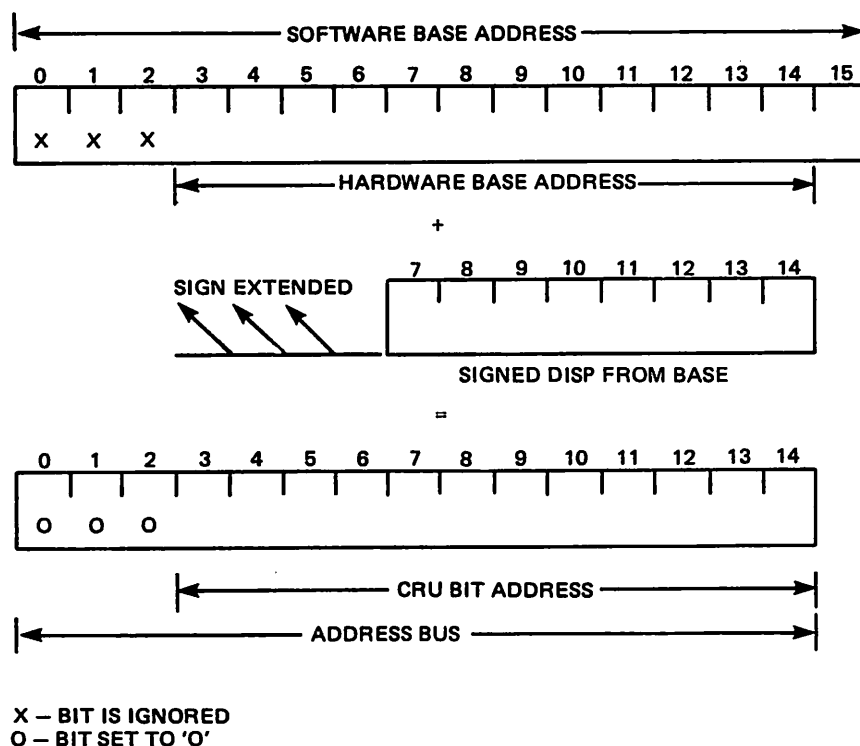 SOFTWARE BASE ADDRESS
0 1 2 3 4 5 6 7 8 9 10 11 12 13 14 15
X X X
HARDWARE BASE ADDRESS
+
7 8 9 10 11 12 13 14
SIGN EXTENDED
SIGNED DISP FROM BASE
=
0 1 2 3 4 5 6 7 8 9 10 11 12 13 14
O O O
CRU BIT ADDRESS
ADDRESS BUS
X – BIT IS IGNORED
O – BIT SET TO 'O'